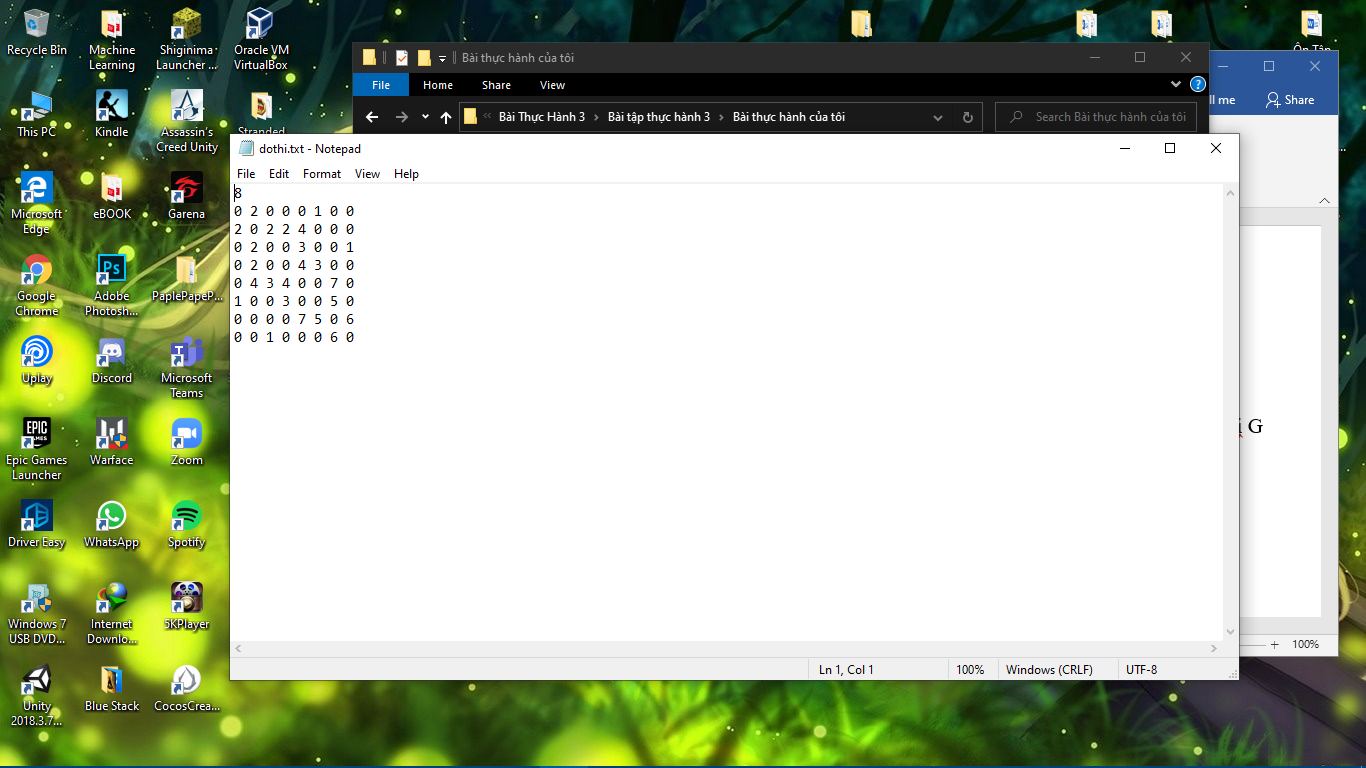 Recycle Bin
Machine Learning
Shiginima Launcher ...
Oracle VM VirtualBox
This PC
Kindle
Assassin's Creed Unity
Stranded
Microsoft Edge
eBOOK
Garena
Google Chrome
Adobe Photosh...
PaplePapeP...
Uplay
Discord
Microsoft Teams
Epic Games Launcher
Warface
Zoom
Driver Easy
WhatsApp
Spotify
Windows 7 USB DVD...
Internet Downlo...
5KPlayer
Unity 2018.3.7...
Blue Stack
CocosCrea...
Ôn Tập
Bài thực hành của tôi
File Home Share View
Bài Thực Hành 3 Bài tập thực hành 3 Bài thực hành của tôi
Search Bài thực hành của tôi
ll me Share
G
100%
dothi.txt - Notepad
File Edit Format View Help
8
0 2 0 0 0 1 0 0
2 0 2 2 4 0 0 0
0 2 0 0 3 0 0 1
0 2 0 0 4 3 0 0
0 4 3 4 0 0 7 0
1 0 0 3 0 0 5 0
0 0 0 0 7 5 0 6
0 0 1 0 0 0 6 0
Ln 1, Col 1 100% Windows (CRLF) UTF-8